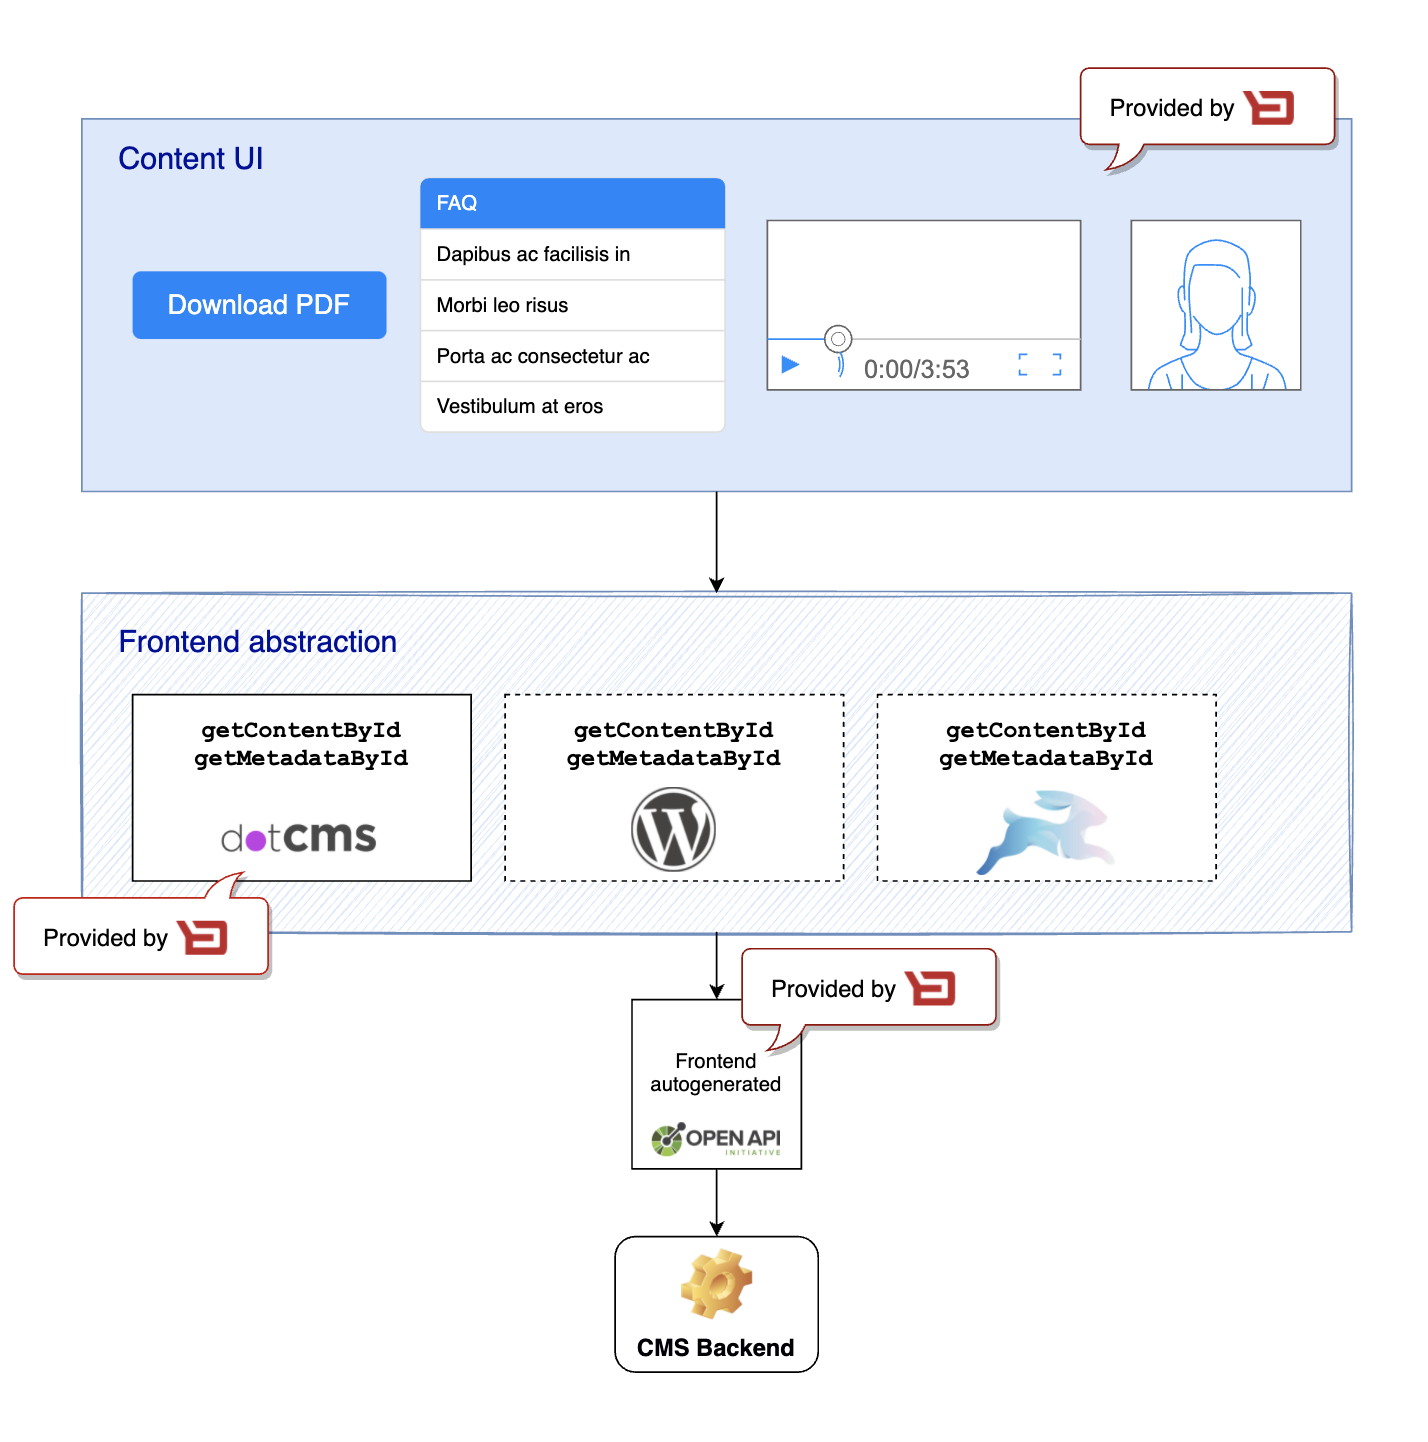 Provided by
Content UI
FAQ
Dapibus ac facilisis in
Morbi leo risus
Porta ac consectetur ac
Vestibulum at eros
Download PDF
0:00/3:53
Frontend abstraction
getContentById
getMetadataById
dotcms
getContentById
getMetadataById
W
getContentById
getMetadataById
Provided by
Provided by
Frontend
autogenerated
OPEN API
INITIATIVE
CMS Backend